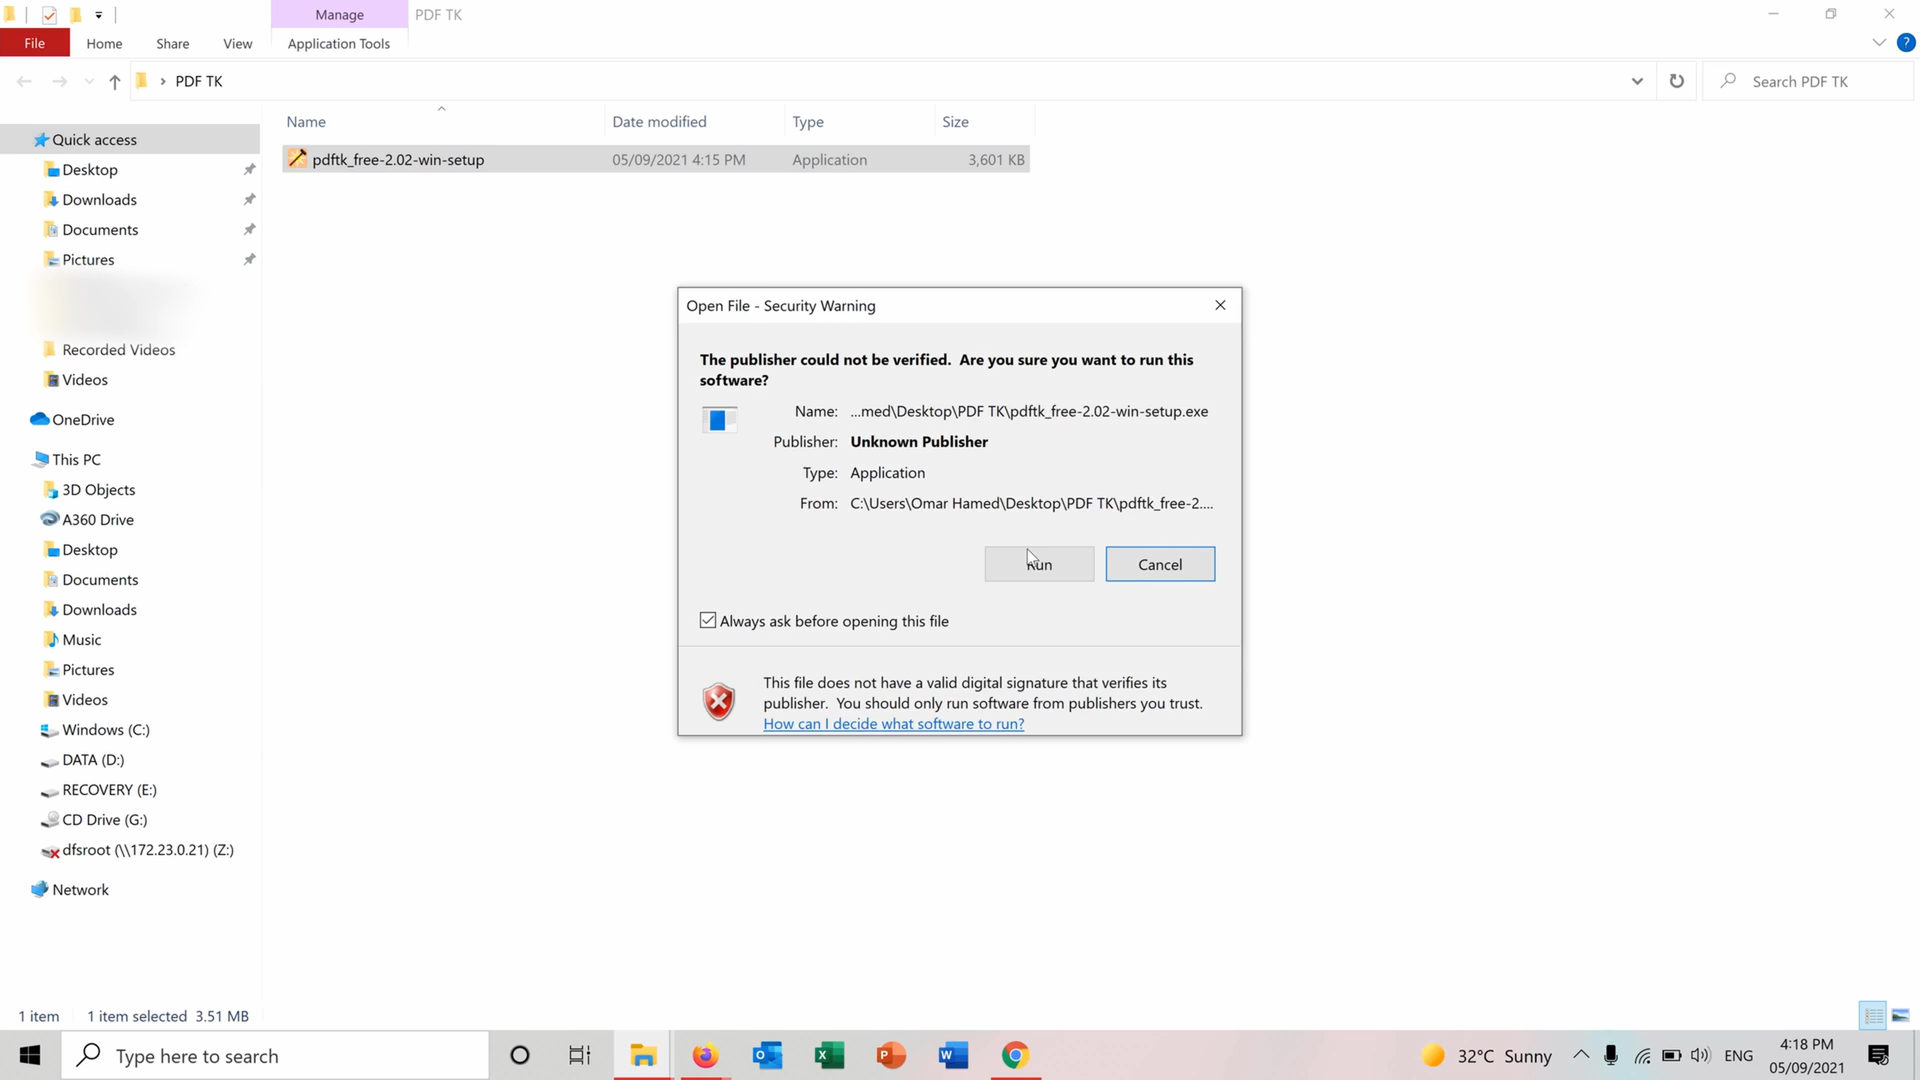 Manage
PDF TK
File
Home
Share
View
Application Tools
?
PDF TK
Search PDF TK
Name
Date modified
Type
Size
pdftk_free-2.02-win-setup
05/09/2021 4:15 PM
Application
3,601 KB
Quick access
Desktop
Downloads
Documents
Pictures
Recorded Videos
Videos
OneDrive
This PC
3D Objects
A360 Drive
Desktop
Documents
Downloads
Music
Pictures
Videos
Windows (C:)
DATA (D:)
RECOVERY (E:)
CD Drive (G:)
dfsroot (\\172.23.0.21) (Z:)
Network
Open File - Security Warning
The publisher could not be verified.  Are you sure you want to run this
software?
Name: ...med\Desktop\PDF TK\pdftk_free-2.02-win-setup.exe
Publisher: Unknown Publisher
Type: Application
From: C:\Users\Omar Hamed\Desktop\PDF TK\pdftk_free-2....
Run
Cancel
Always ask before opening this file
This file does not have a valid digital signature that verifies its
publisher.  You should only run software from publishers you trust.
How can I decide what software to run?
1 item
1 item selected  3.51 MB
Type here to search
32°C  Sunny
ENG
4:18 PM
05/09/2021